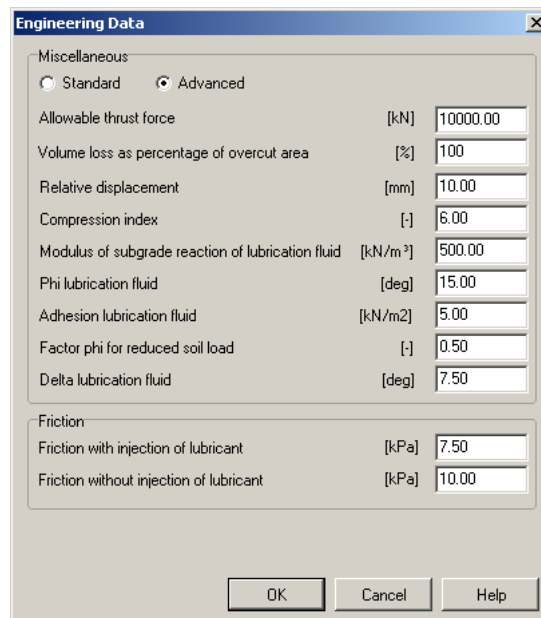 Engineering Data
Miscellaneous
Standard Advanced
Allowable thrust force [kN] 10000.00
Volume loss as percentage of overcut area [%] 100
Relative displacement [mm] 10.00
Compression index [-] 6.00
Modulus of subgrade reaction of lubrication fluid [kN/m³] 500.00
Phi lubrication fluid [deg] 15.00
Adhesion lubrication fluid [kN/m2] 5.00
Factor phi for reduced soil load [-] 0.50
Delta lubrication fluid [deg] 7.50
Friction
Friction with injection of lubricant [kPa] 7.50
Friction without injection of lubricant [kPa] 10.00
OK Cancel Help